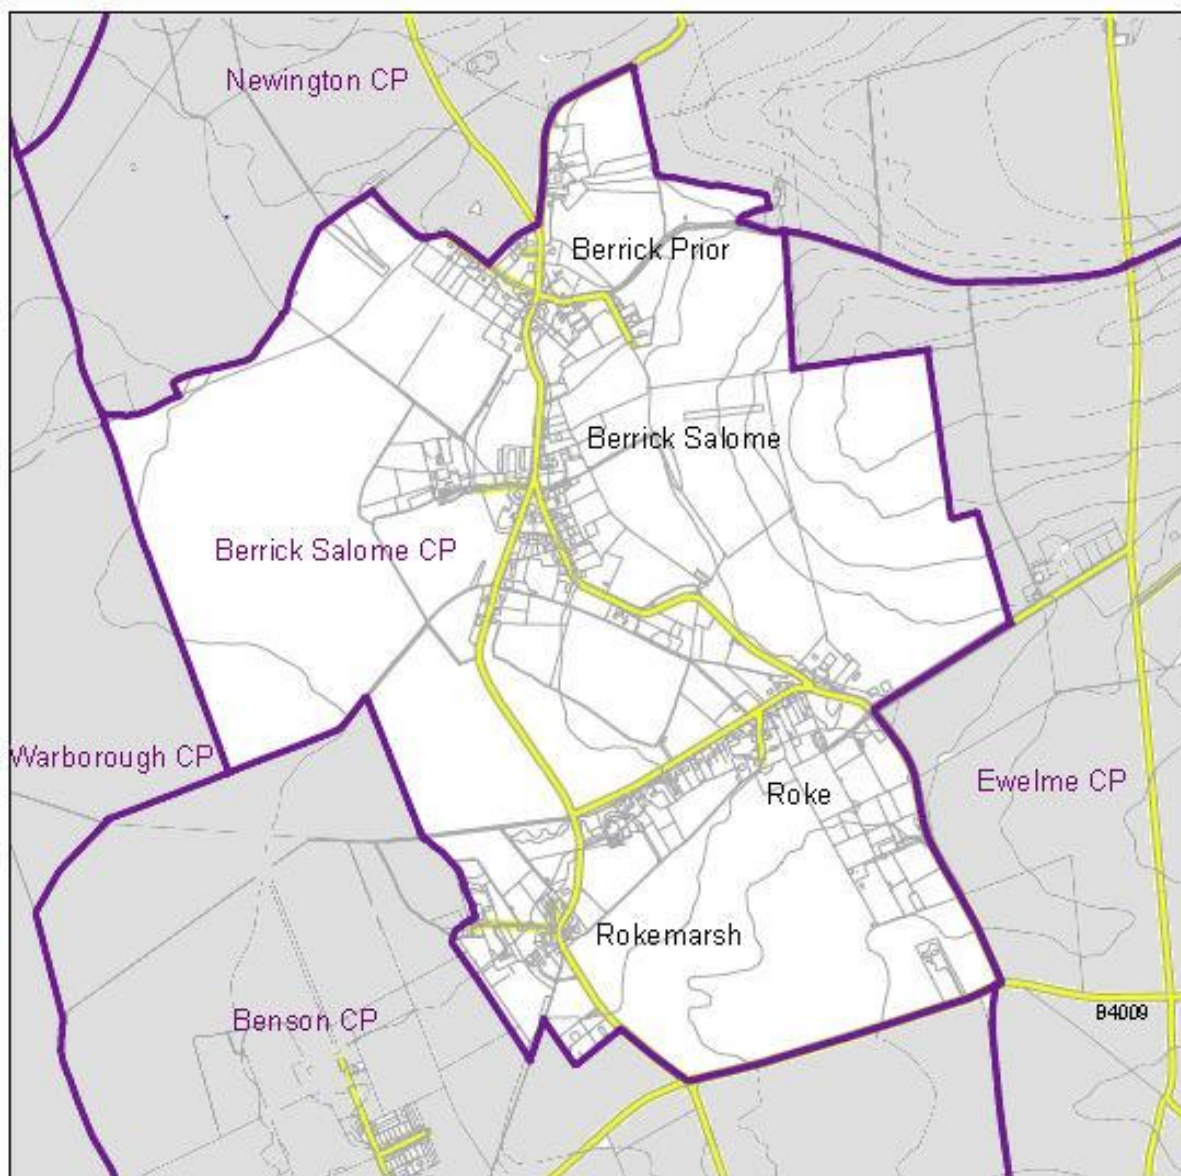 Newington CP
Berrick Prior
Berrick Salome
Berrick Salome CP
Warborough CP
Roke
Ewelme CP
Rokemarsh
Benson CP
B4009